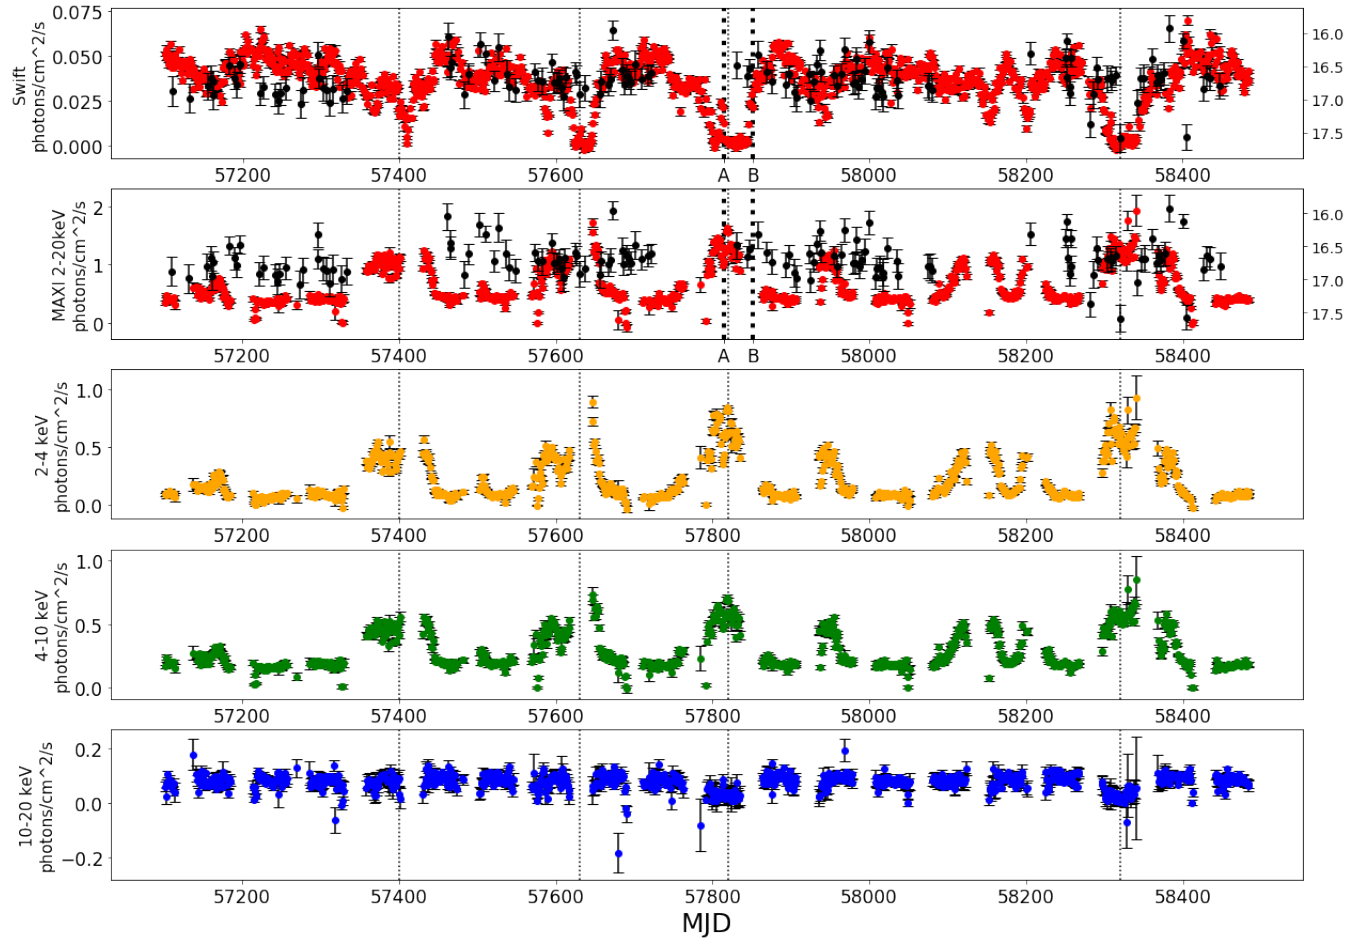 Swift
photons/cm^2/s
0.075
0.050
0.025
0.000
16.0
16.5
17.0
17.5
57200 57400 57600 A B 58000 58200 58400
MAXI 2-20keV
photons/cm^2/s
2
1
0
16.0
16.5
17.0
17.5
57200 57400 57600 A B 58000 58200 58400
2-4 keV
photons/cm^2/s
1.0
0.5
0.0
57200 57400 57600 57800 58000 58200 58400
4-10 keV
photons/cm^2/s
1.0
0.5
0.0
57200 57400 57600 57800 58000 58200 58400
10-20 keV
photons/cm^2/s
0.2
0.0
−0.2
57200 57400 57600 57800 58000 58200 58400
MJD